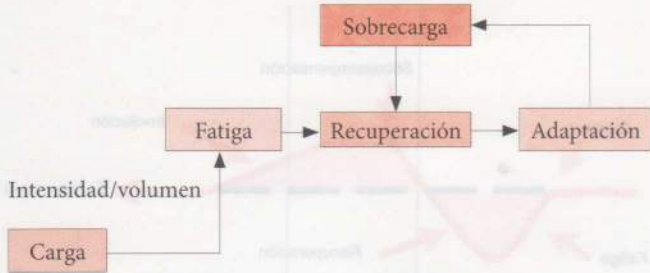 Sobrecarga
Fatiga
Recuperación
Adaptación
Intensidad/volumen
Carga